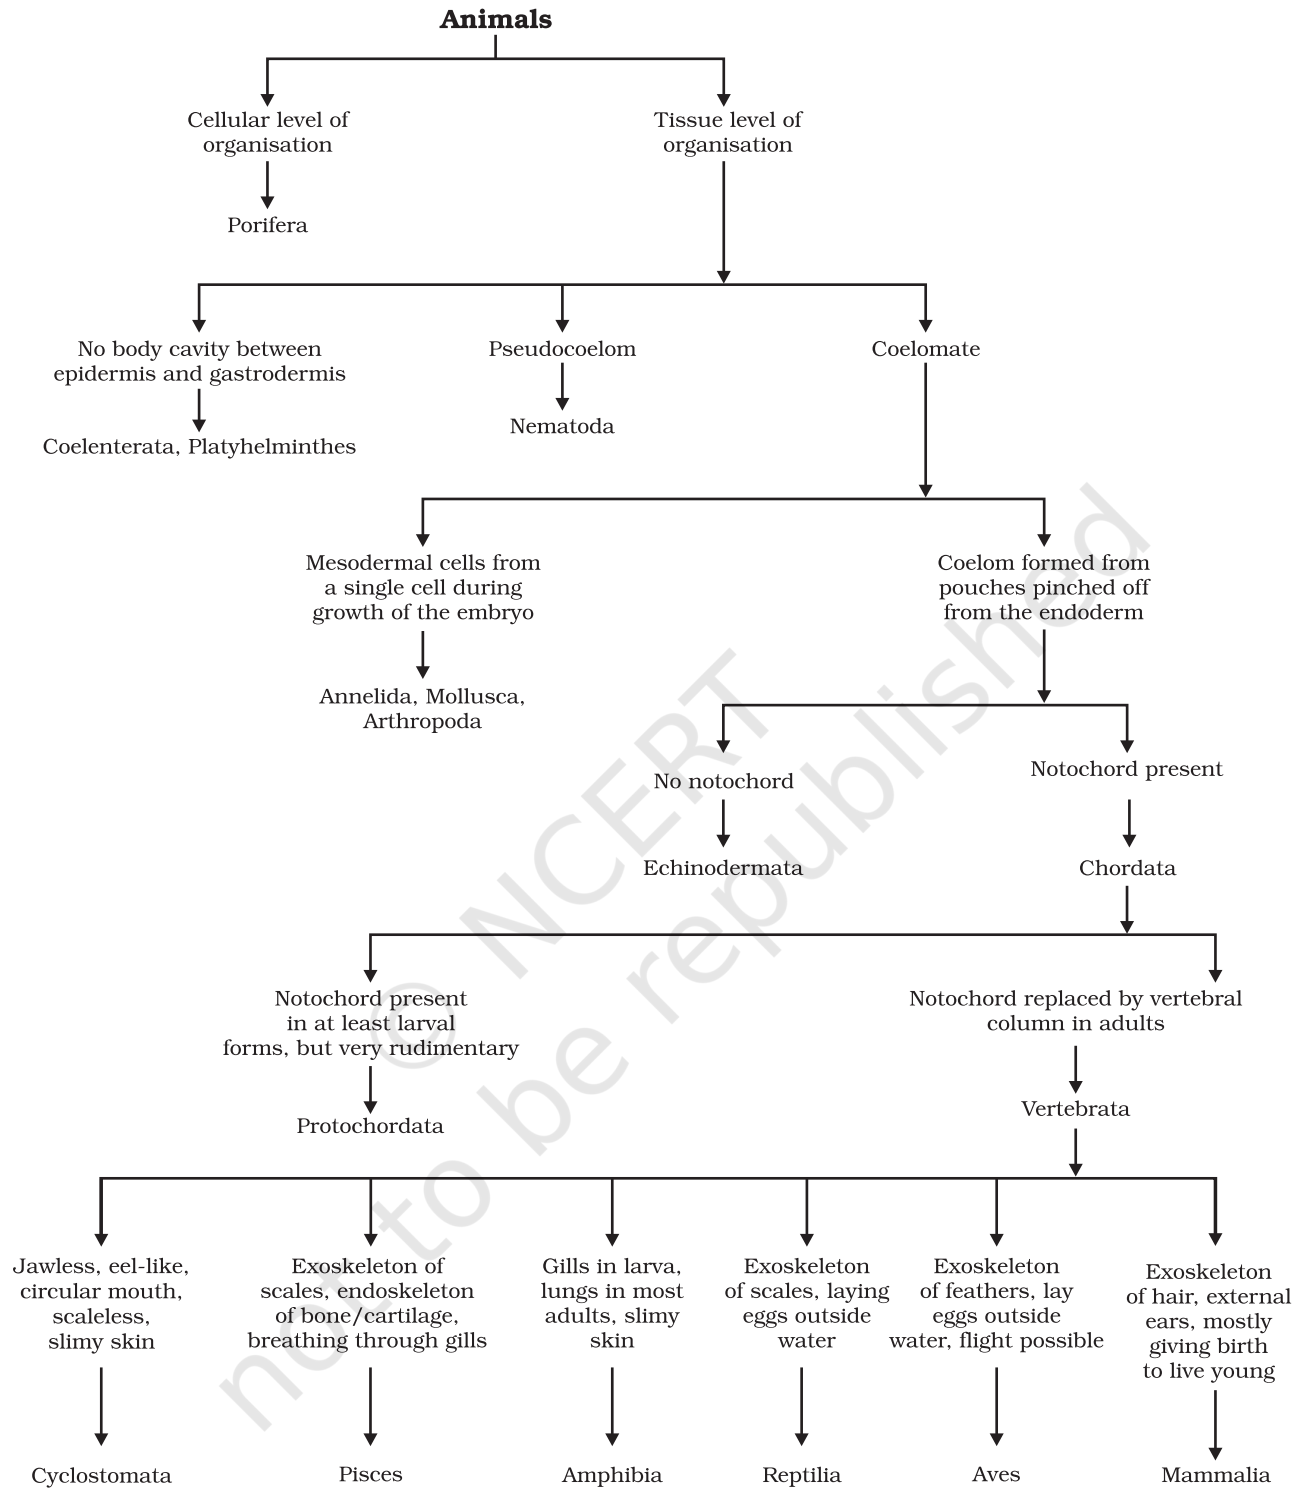 Animals
Cellular level of
organisation
Tissue level of
organisation
Porifera
No body cavity between
epidermis and gastrodermis
Pseudocoelom
Coelomate
Coelenterata, Platyhelminthes
Nematoda
Mesodermal cells from
a single cell during
growth of the embryo
Coelom formed from
pouches pinched off
from the endoderm
Annelida, Mollusca,
Arthropoda
No notochord
Notochord present
Echinodermata
Chordata
Notochord present
in at least larval
forms, but very rudimentary
Notochord replaced by vertebral
column in adults
Protochordata
Vertebrata
Jawless, eel-like,
circular mouth,
scaleless,
slimy skin
Exoskeleton of
scales, endoskeleton
of bone/cartilage,
breathing through gills
Gills in larva,
lungs in most
adults, slimy
skin
Exoskeleton
of scales, laying
eggs outside
water
Exoskeleton
of feathers, lay
eggs outside
water, flight possible
Exoskeleton
of hair, external
ears, mostly
giving birth
to live young
Cyclostomata
Pisces
Amphibia
Reptilia
Aves
Mammalia
© NCERT
not to be republished